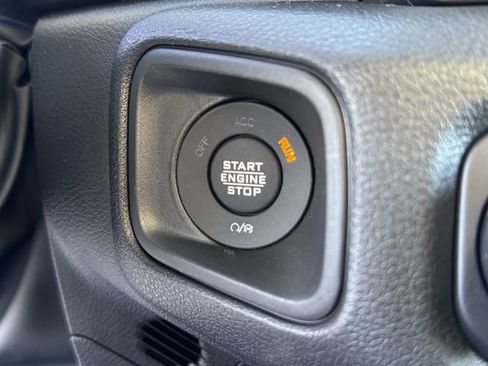 ACC
OFF
RUN
START
ENGINE
STOP